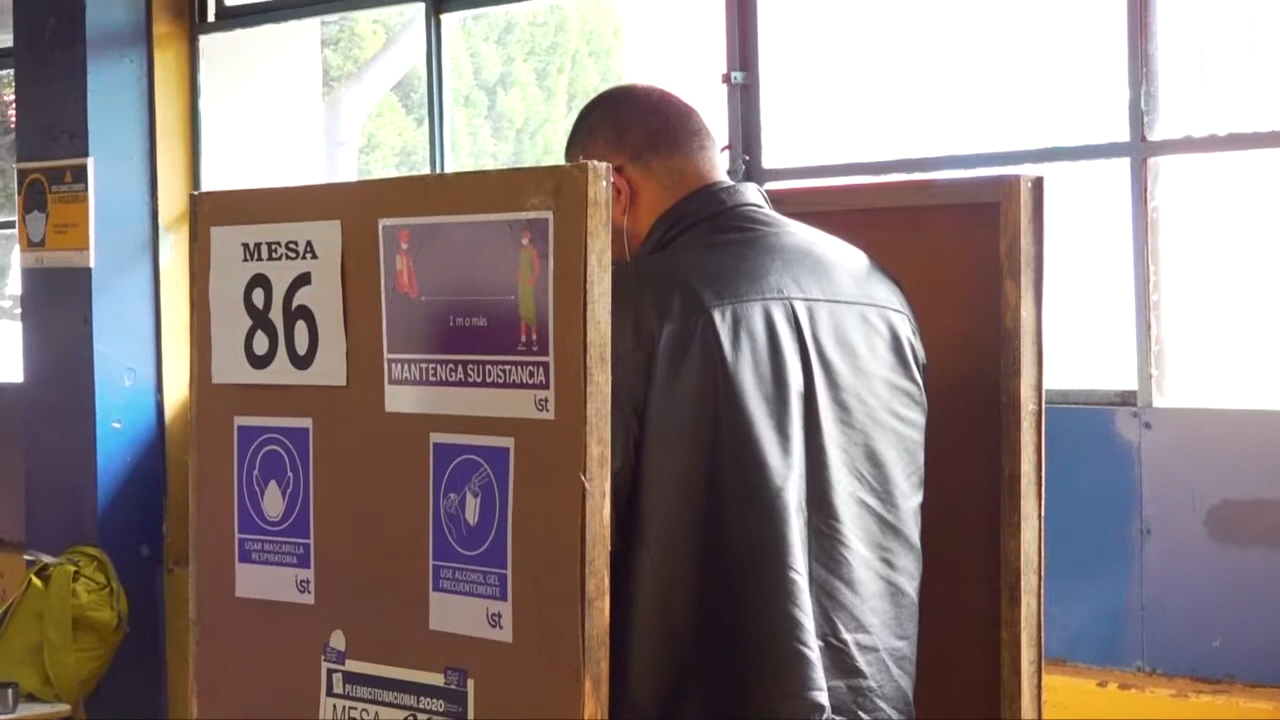 MESA
86
1 m o más
MANTENGA SU DISTANCIA
ist
USAR MASCARILLA
RESPIRATORIA
ist
USE ALCOHOL GEL
FRECUENTEMENTE
ist
PLEBISCITO NACIONAL 2020
MESA